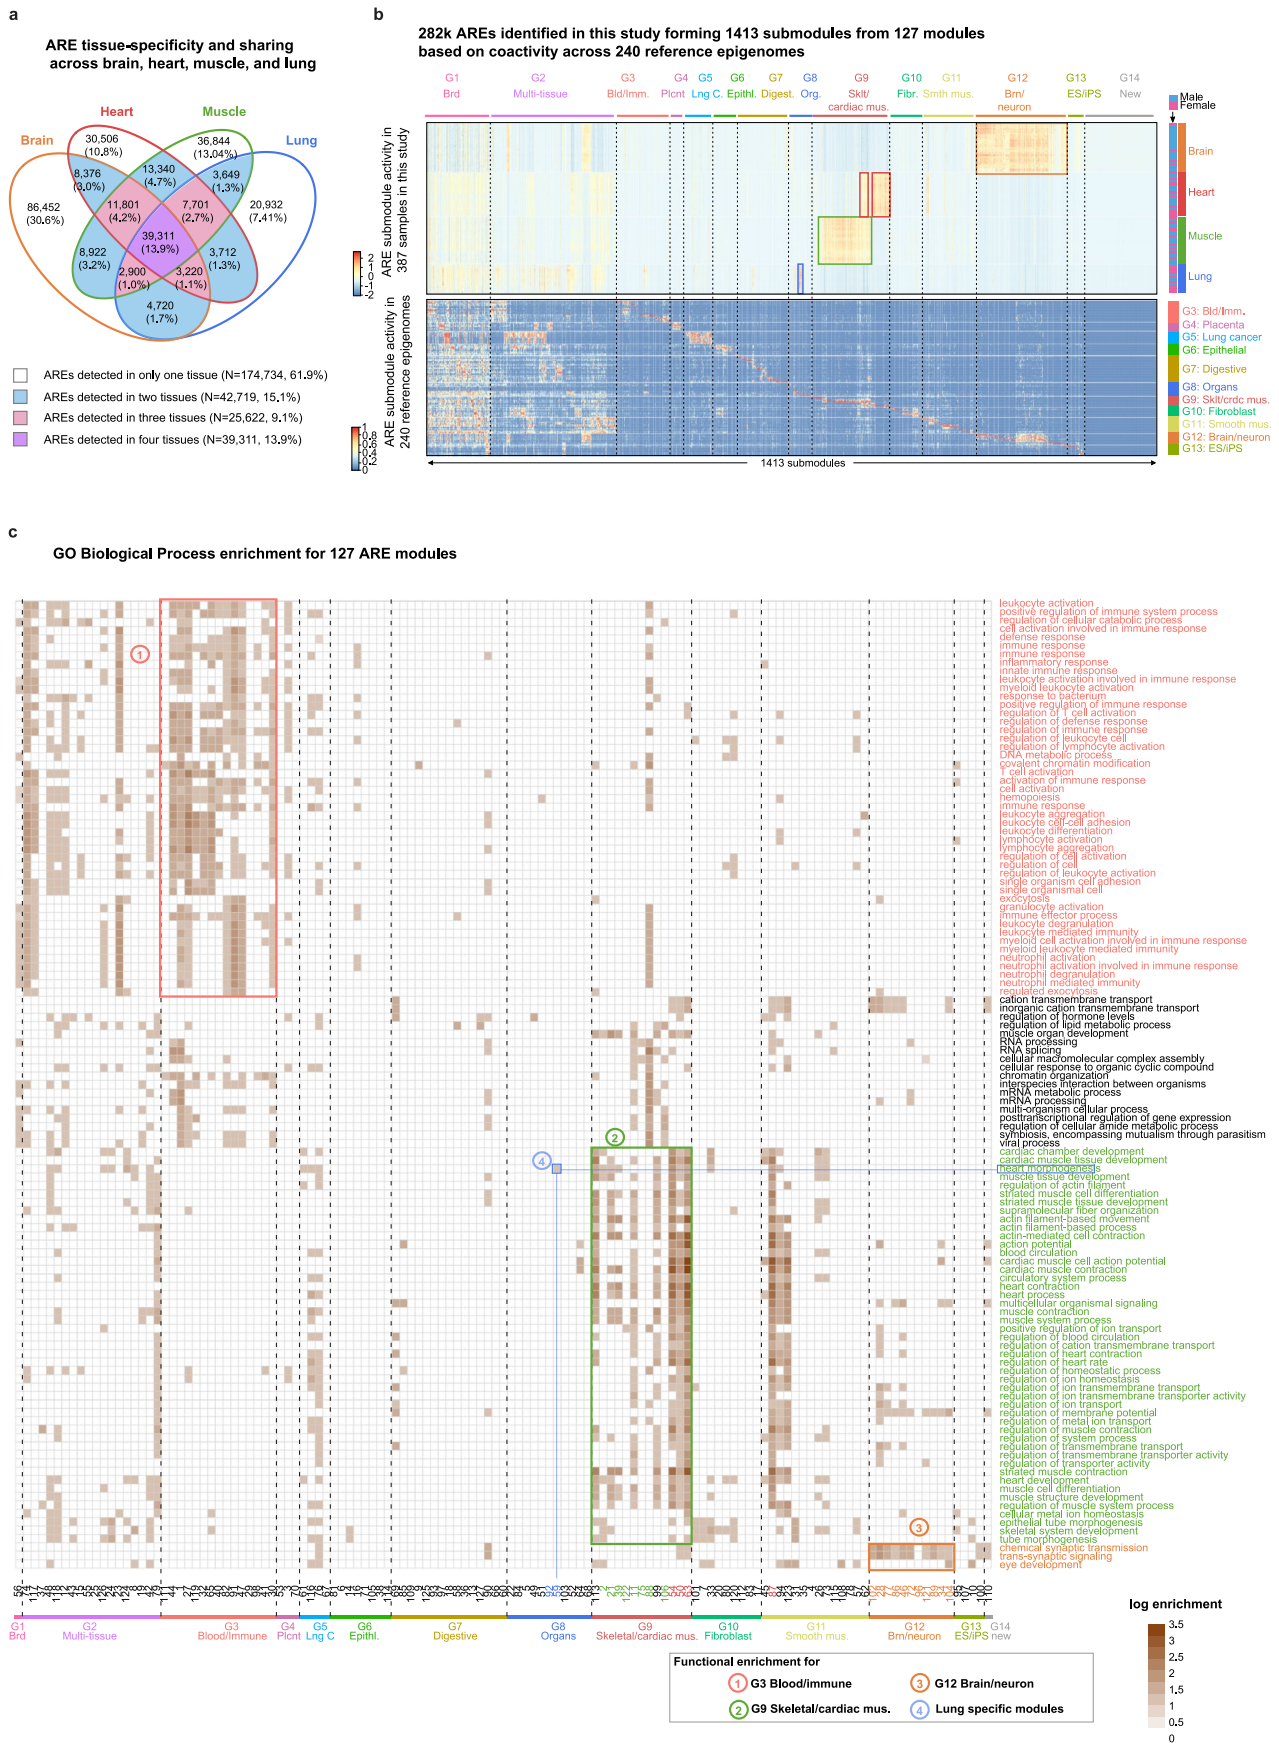 a
ARE tissue-specificity and sharing
across brain, heart, muscle, and lung
Brain
Heart
Muscle
Lung
30,506
(10.8%)
36,844
(13.04%)
8,376
(3.0%)
13,340
(4.7%)
3,649
(1.3%)
86,452
(30.6%)
11,801
(4.2%)
7,701
(2.7%)
20,932
(7.41%)
39,311
(13.9%)
8,922
(3.2%)
3,712
(1.3%)
2,900
(1.0%)
3,220
(1.1%)
4,720
(1.7%)
AREs detected in only one tissue (N=174,734, 61.9%)
AREs detected in two tissues (N=42,719, 15.1%)
AREs detected in three tissues (N=25,622, 9.1%)
AREs detected in four tissues (N=39,311, 13.9%)
b
282k AREs identified in this study forming 1413 submodules from 127 modules
based on coactivity across 240 reference epigenomes
G1 G2 G3 G4 G5 G6 G7 G8 G9 G10 G11 G12 G13 G14
Brd Multi-tissue Bld/Imm. Plcnt Lng C. Epithl. Digest. Org. Sklt/ Fibr. Smth mus. Brn/ ES/iPS New
cardiac mus. neuron
Male
Female
ARE submodule activity in
387 samples in this study
2
1
0
-1
-2
Brain
Heart
Muscle
Lung
ARE submodule activity in
240 reference epigenomes
1
0.8
0.6
0.4
0.2
0
G3: Bld/Imm.
G4: Placenta
G5: Lung cancer
G6: Epithelial
G7: Digestive
G8: Organs
G9: Sklt/crdc mus.
G10: Fibroblast
G11: Smooth mus.
G12: Brain/neuron
G13: ES/iPS
1413 submodules
c
GO Biological Process enrichment for 127 ARE modules
1
2
4
3
leukocyte activation
positive regulation of immune system process
regulation of cellular catabolic process
cell activation involved in immune response
defense response
immune response
immune response
inflammatory response
innate immune response
leukocyte activation involved in immune response
myeloid leukocyte activation
response to bacterium
positive regulation of immune response
regulation of T cell activation
regulation of defense response
regulation of immune response
regulation of leukocyte cell
regulation of lymphocyte activation
DNA metabolic process
covalent chromatin modification
T cell activation
activation of immune response
cell activation
hemopoiesis
immune response
leukocyte aggregation
leukocyte cell-cell adhesion
leukocyte differentiation
lymphocyte activation
lymphocyte aggregation
regulation of cell activation
regulation of cell
regulation of leukocyte activation
single organism cell adhesion
single organismal cell
exocytosis
granulocyte activation
immune effector process
leukocyte degranulation
leukocyte mediated immunity
myeloid cell activation involved in immune response
myeloid leukocyte mediated immunity
neutrophil activation
neutrophil activation involved in immune response
neutrophil degranulation
neutrophil mediated immunity
regulated exocytosis
cation transmembrane transport
inorganic cation transmembrane transport
regulation of hormone levels
regulation of lipid metabolic process
muscle organ development
RNA processing
RNA splicing
cellular macromolecular complex assembly
cellular response to organic cyclic compound
chromatin organization
interspecies interaction between organisms
mRNA metabolic process
mRNA processing
multi-organism cellular process
posttranscriptional regulation of gene expression
regulation of cellular amide metabolic process
symbiosis, encompassing mutualism through parasitism
viral process
cardiac chamber development
cardiac muscle tissue development
heart morphogenesis
muscle tissue development
regulation of actin filament
striated muscle cell differentiation
striated muscle tissue development
supramolecular fiber organization
actin filament-based movement
actin filament-based process
actin-mediated cell contraction
action potential
blood circulation
cardiac muscle cell action potential
cardiac muscle contraction
circulatory system process
heart contraction
heart process
multicellular organismal signaling
muscle contraction
muscle system process
positive regulation of ion transport
regulation of blood circulation
regulation of cation transmembrane transport
regulation of heart contraction
regulation of heart rate
regulation of homeostatic process
regulation of ion homeostasis
regulation of ion transmembrane transport
regulation of ion transmembrane transporter activity
regulation of ion transport
regulation of membrane potential
regulation of metal ion transport
regulation of muscle contraction
regulation of system process
regulation of transmembrane transport
regulation of transmembrane transporter activity
regulation of transporter activity
striated muscle contraction
heart development
muscle cell differentiation
muscle structure development
regulation of muscle system process
cellular metal ion homeostasis
epithelial tube morphogenesis
skeletal system development
tube morphogenesis
chemical synaptic transmission
trans-synaptic signaling
eye development
G1 G2 G3 G4 G5 G6 G7 G8 G9 G10 G11 G12 G13 G14
Brd Multi-tissue Blood/Immune Plcnt Lng C Epithl. Digestive Organs Skeletal/cardiac mus. Fibroblast Smooth mus. Brn/neuron ES/iPS new
Functional enrichment for
1 G3 Blood/immune
3 G12 Brain/neuron
2 G9 Skeletal/cardiac mus.
4 Lung specific modules
log enrichment
3.5
3
2.5
2
1.5
1
0.5
0